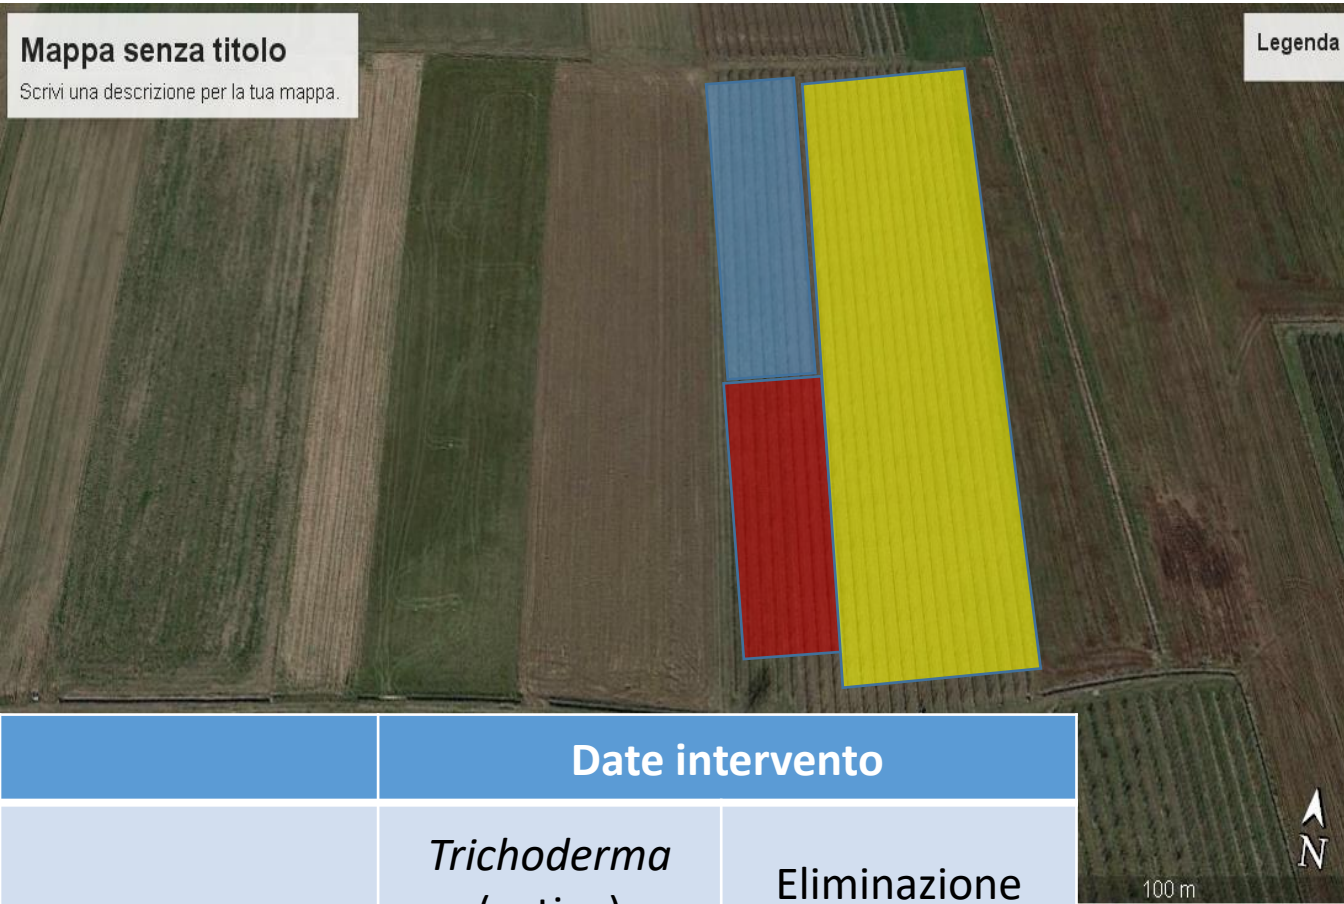 Mappa senza titolo
Scrivi una descrizione per la tua mappa.
Legenda
Date intervento
Trichoderma
Eliminazione
N
100 m